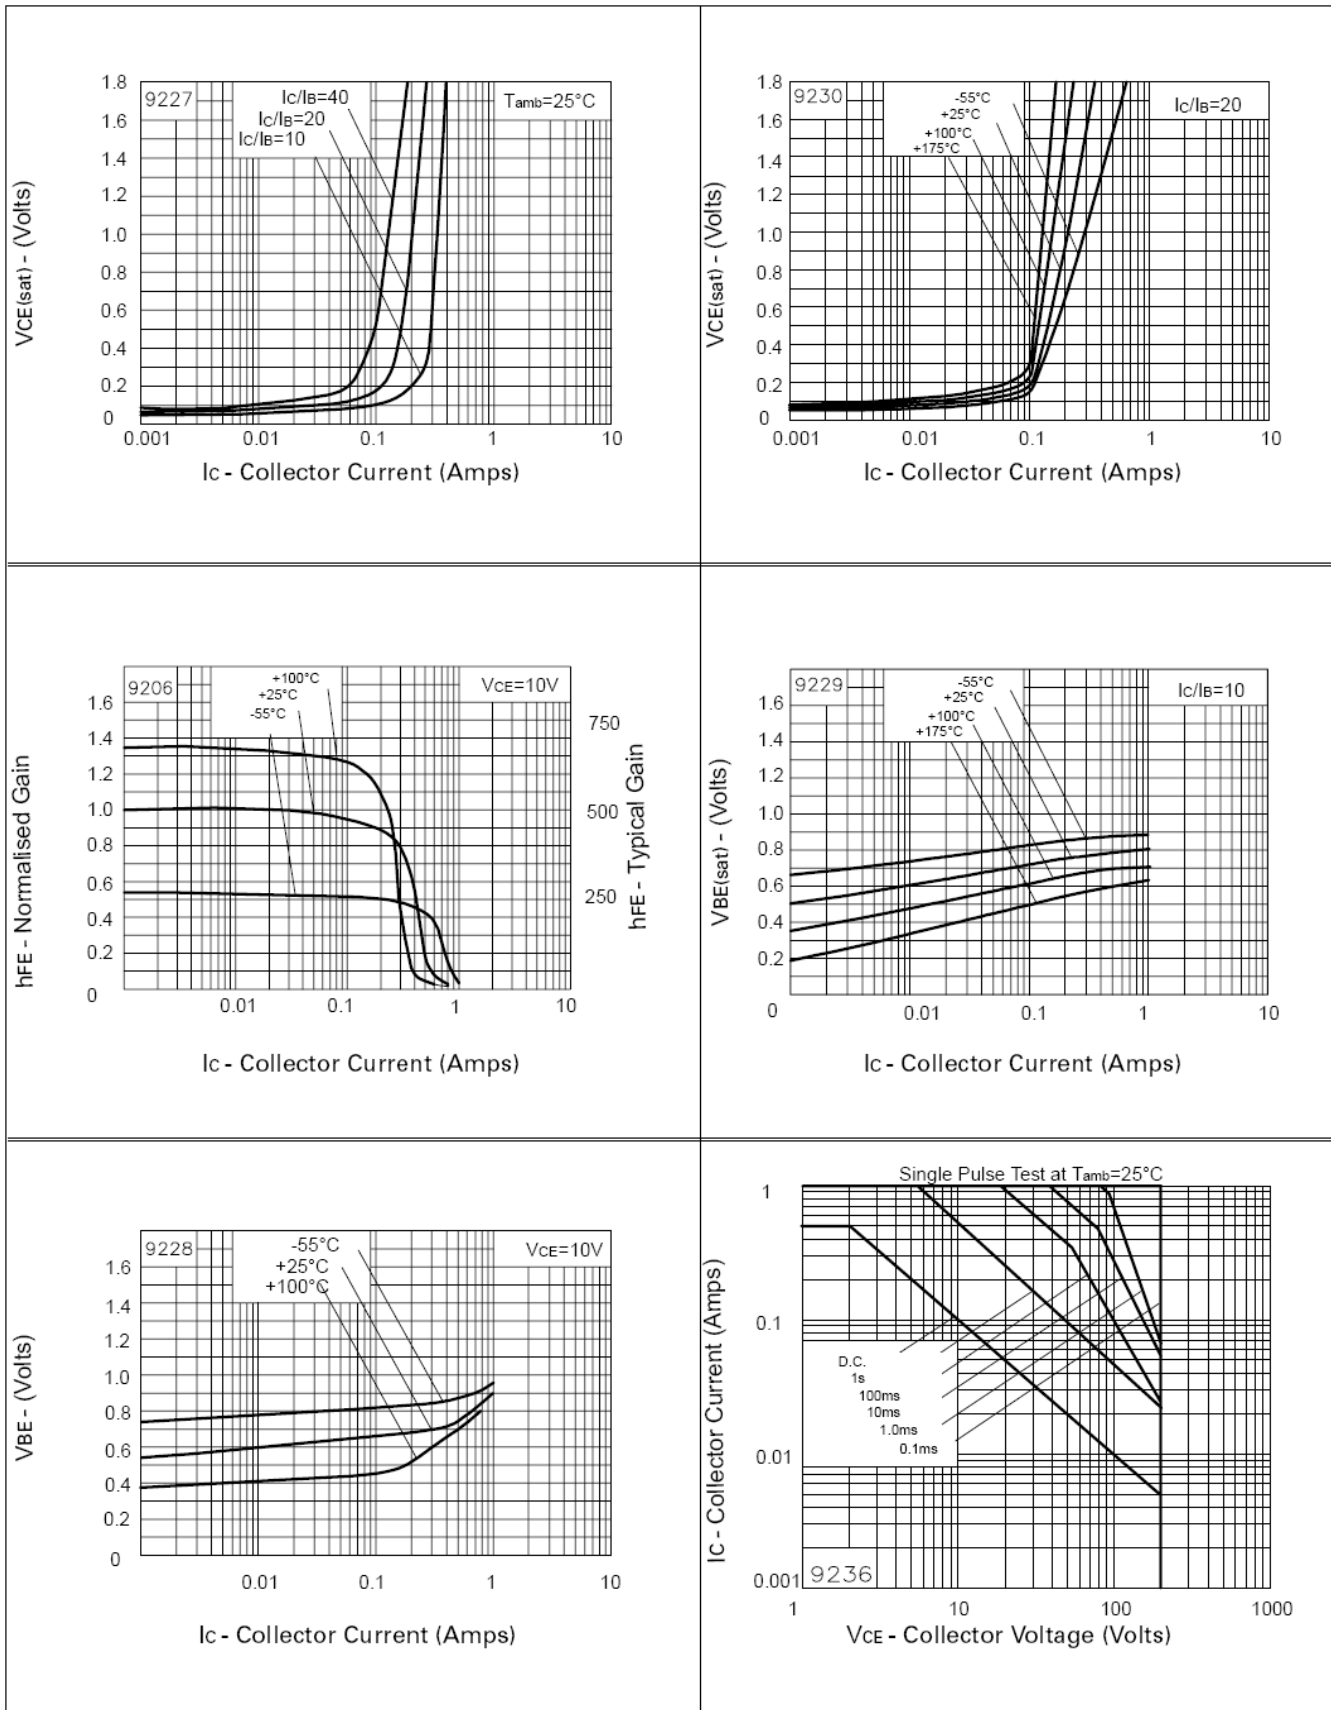 9227
IC/IB=40
IC/IB=20
IC/IB=10
Tamb=25°C
1.8
1.6
1.4
1.2
1.0
0.8
0.6
0.4
0.2
0
0.001 0.01 0.1 1 10
VCE(sat) - (Volts)
IC - Collector Current (Amps)
9230
-55°C
+25°C
+100°C
+175°C
IC/IB=20
1.8
1.6
1.4
1.2
1.0
0.8
0.6
0.4
0.2
0
0.001 0.01 0.1 1 10
VCE(sat) - (Volts)
IC - Collector Current (Amps)
9206
+100°C
+25°C
-55°C
VCE=10V
1.6
1.4
1.2
1.0
0.8
0.6
0.4
0.2
0
750
500
250
0.01 0.1 1 10
hFE - Normalised Gain
hFE - Typical Gain
IC - Collector Current (Amps)
9229
-55°C
+25°C
+100°C
+175°C
IC/IB=10
1.6
1.4
1.2
1.0
0.8
0.6
0.4
0.2
0
0.01 0.1 1 10
VBE(sat) - (Volts)
IC - Collector Current (Amps)
9228
-55°C
+25°C
+100°C
VCE=10V
1.6
1.4
1.2
1.0
0.8
0.6
0.4
0.2
0
0.01 0.1 1 10
VBE - (Volts)
IC - Collector Current (Amps)
Single Pulse Test at Tamb=25°C
1
0.1
0.01
0.001
D.C.
1s
100ms
10ms
1.0ms
0.1ms
9236
1 10 100 1000
IC - Collector Current (Amps)
VCE - Collector Voltage (Volts)